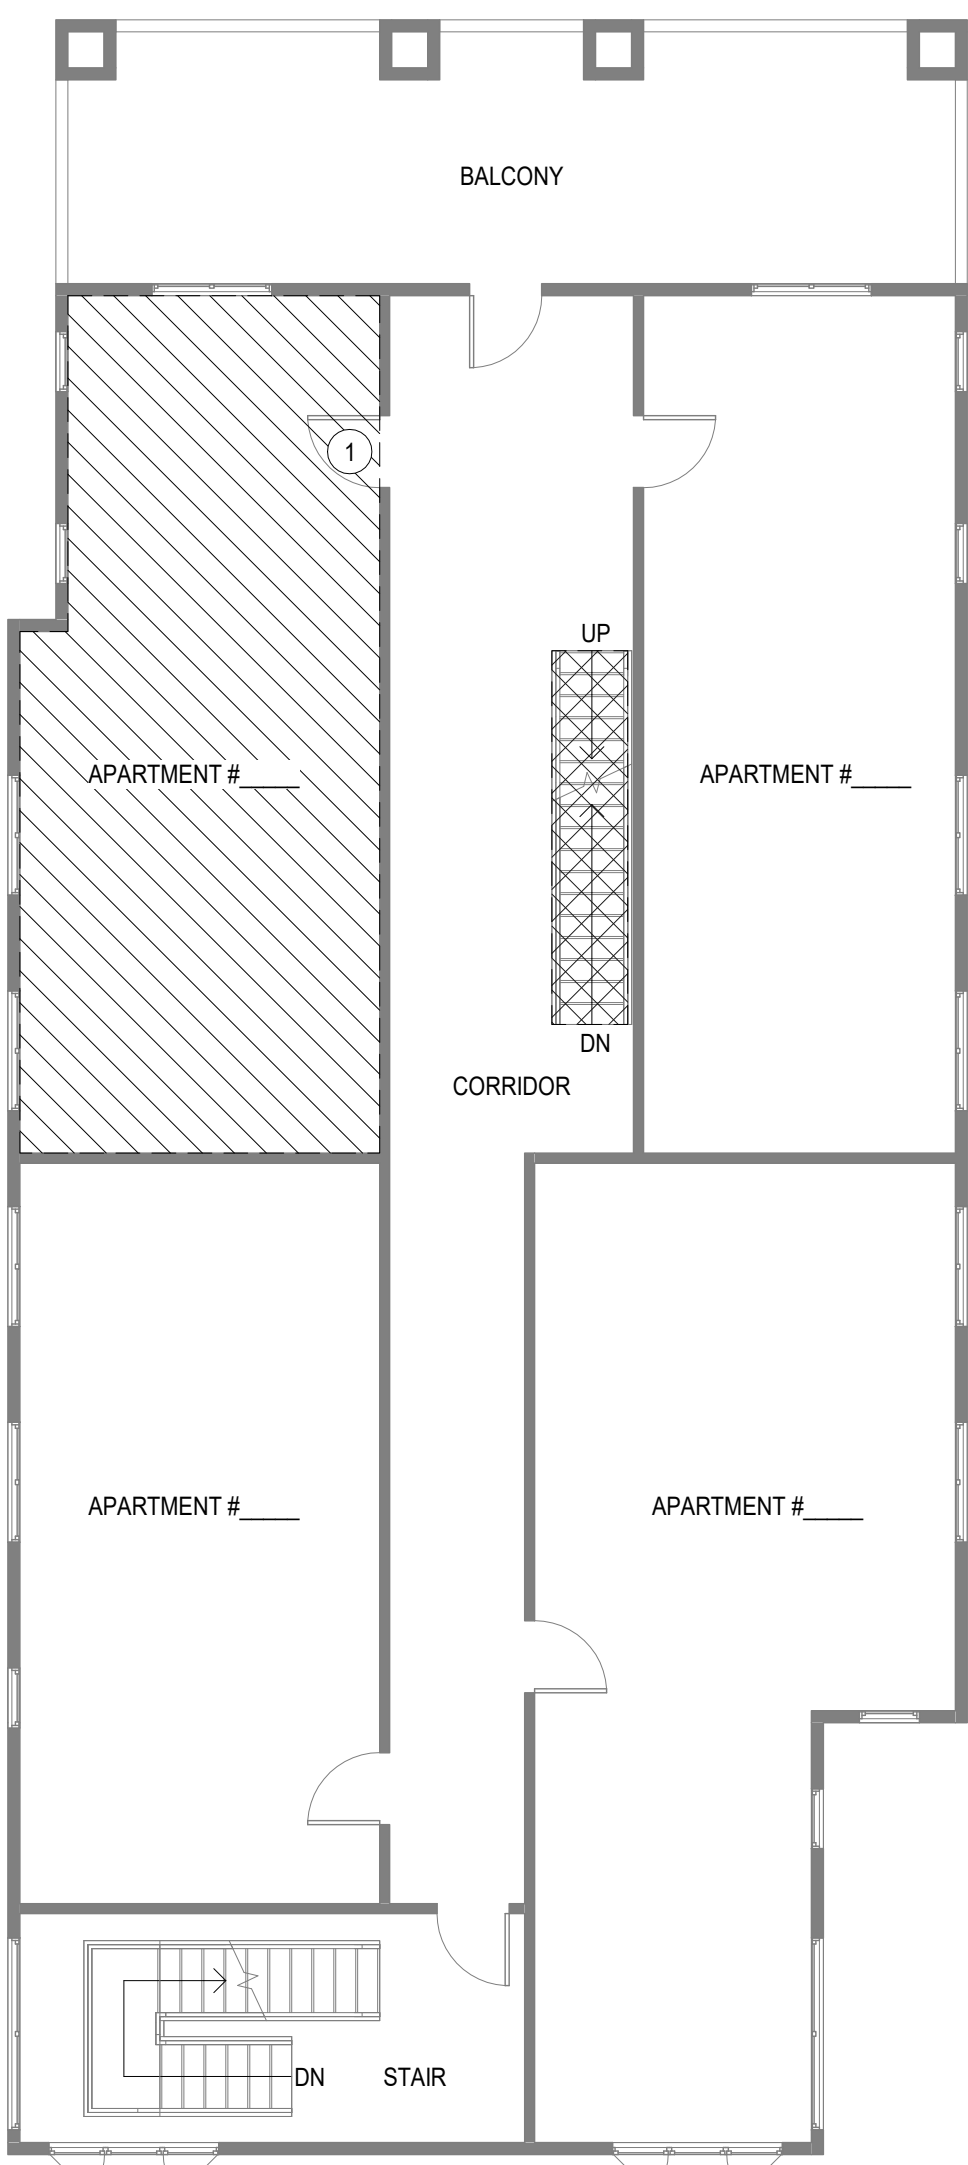 BALCONY
1
UP
APARTMENT #_____
APARTMENT #_____
DN
CORRIDOR
APARTMENT #_____
APARTMENT #_____
DN
STAIR